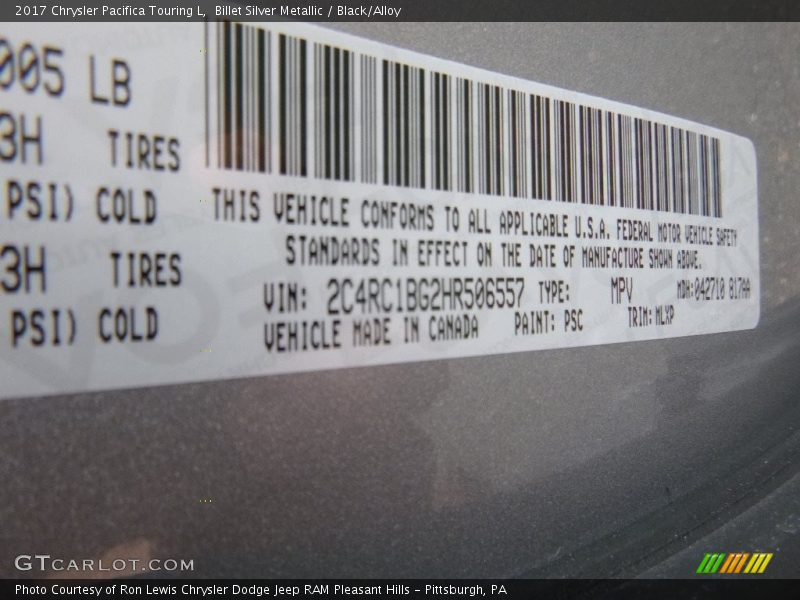 2017 Chrysler Pacifica Touring L, Billet Silver Metallic / Black/Alloy
005 LB
3H TIRES
PSI) COLD
3H TIRES
PSI) COLD
THIS VEHICLE CONFORMS TO ALL APPLICABLE U.S.A. FEDERAL MOTOR VEHICLE SAFETY
STANDARDS IN EFFECT ON THE DATE OF MANUFACTURE SHOWN ABOVE.
VIN: 2C4RC1BG2HR506557 TYPE: MPV MDH:042710 817AA
VEHICLE MADE IN CANADA PAINT: PSC TRIM:MLXP
GTCARLOT.COM
Photo Courtesy of Ron Lewis Chrysler Dodge Jeep RAM Pleasant Hills - Pittsburgh, PA